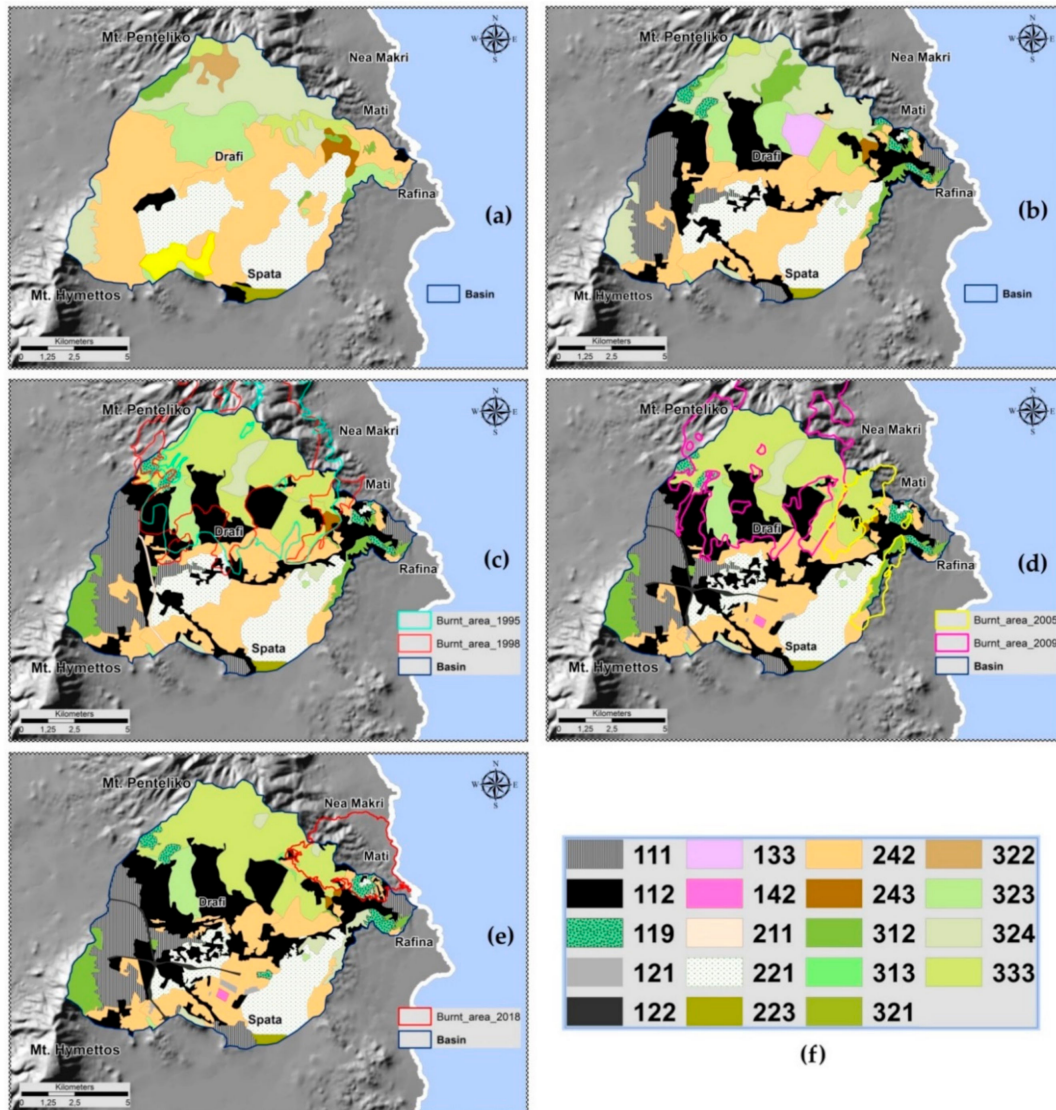 Mt. Penteliko
Nea Makri
N
W E
S
Mati
Drafi
Rafina
(a)
Spata
Basin
Mt. Hymettos
Kilometers
0 1,25 2,5 5
Mt. Penteliko
Nea Makri
N
W E
S
Mati
Drafi
Rafina
(b)
Spata
Basin
Mt. Hymettos
Kilometers
0 1,25 2,5 5
Mt. Penteliko
Nea Makri
N
W E
S
Mati
Drafi
Rafina
(c)
Burnt_area_1995
Spata
Burnt_area_1998
Mt. Hymettos
Basin
Kilometers
0 1,25 2,5 5
Mt. Penteliko
Nea Makri
N
W E
S
Mati
Drafi
Rafina
(d)
Burnt_area_2005
Spata
Burnt_area_2009
Mt. Hymettos
Basin
Kilometers
0 1,25 2,5 5
Mt. Penteliko
Nea Makri
N
W E
S
Mati
Drafi
Rafina
(e)
Spata
Burnt_area_2018
Basin
Mt. Hymettos
Kilometers
0 1,25 2,5 5
111 133 242 322
112 142 243 323
119 211 312 324
121 221 313 333
122 223 321
(f)